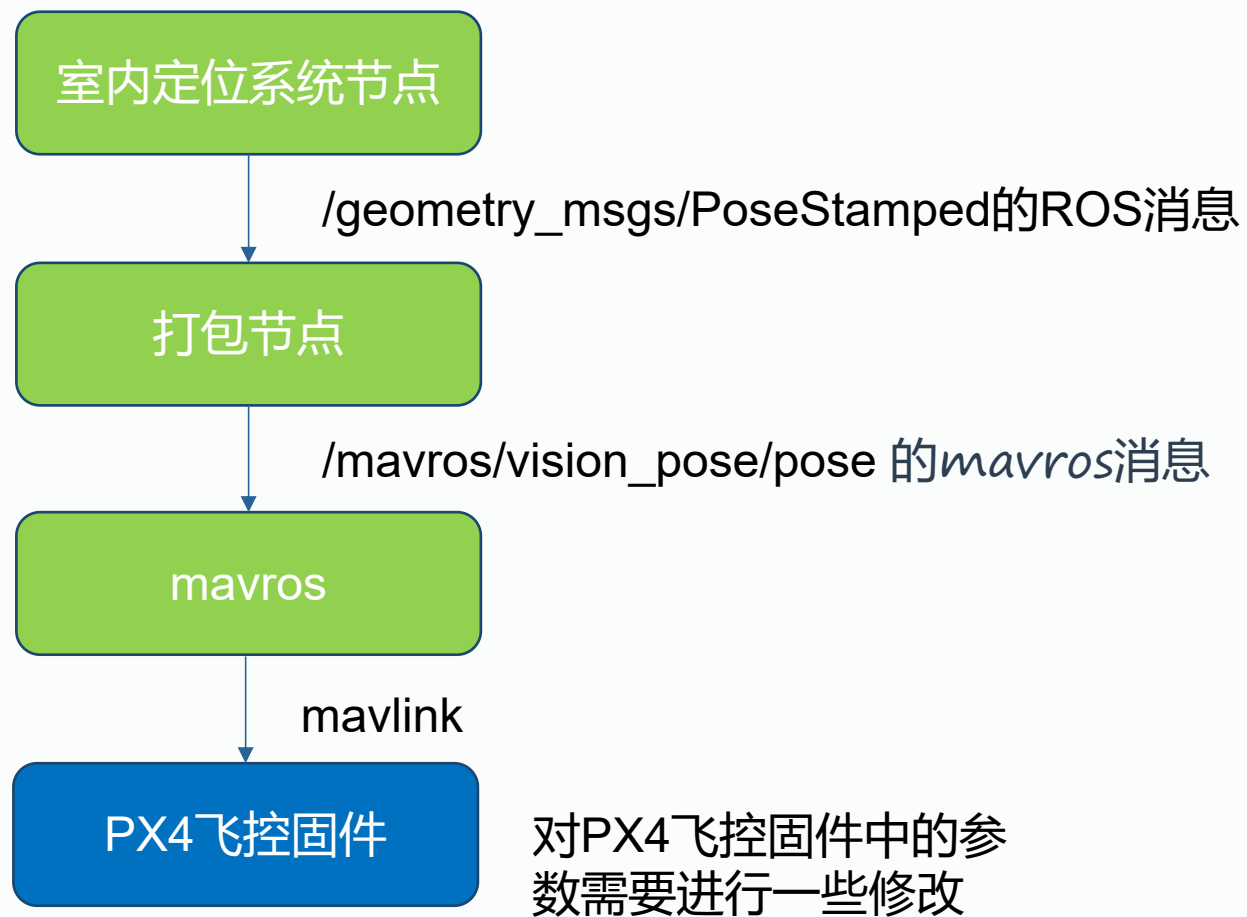 室内定位系统节点
/geometry_msgs/PoseStamped的ROS消息
打包节点
/mavros/vision_pose/pose 的mavros消息
mavros
mavlink
PX4飞控固件
对PX4飞控固件中的参
数需要进行一些修改